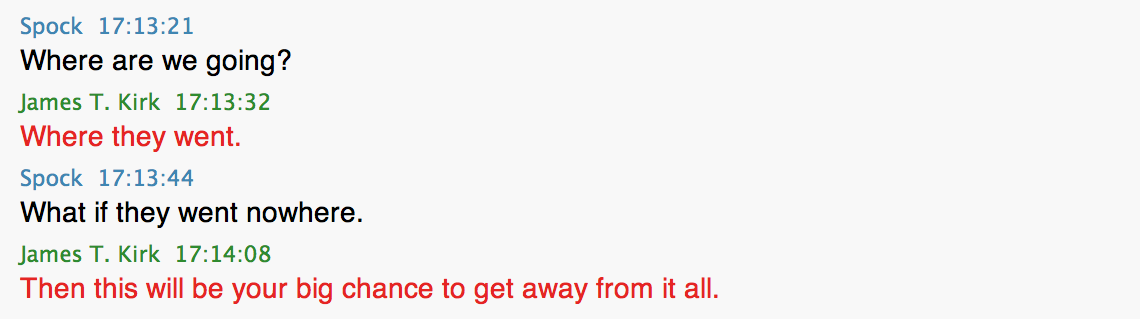 Spock 17:13:21
Where are we going?
James T. Kirk 17:13:32
Where they went.
Spock 17:13:44
What if they went nowhere.
James T. Kirk 17:14:08
Then this will be your big chance to get away from it all.